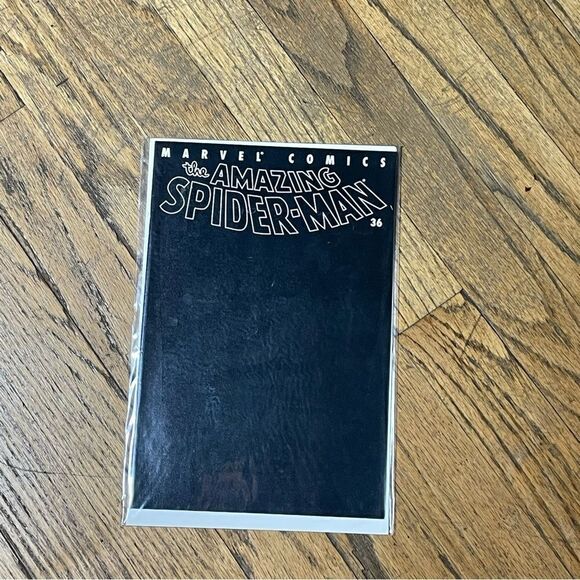 MARVEL® COMICS
the AMAZING
SPIDER-MAN®
36